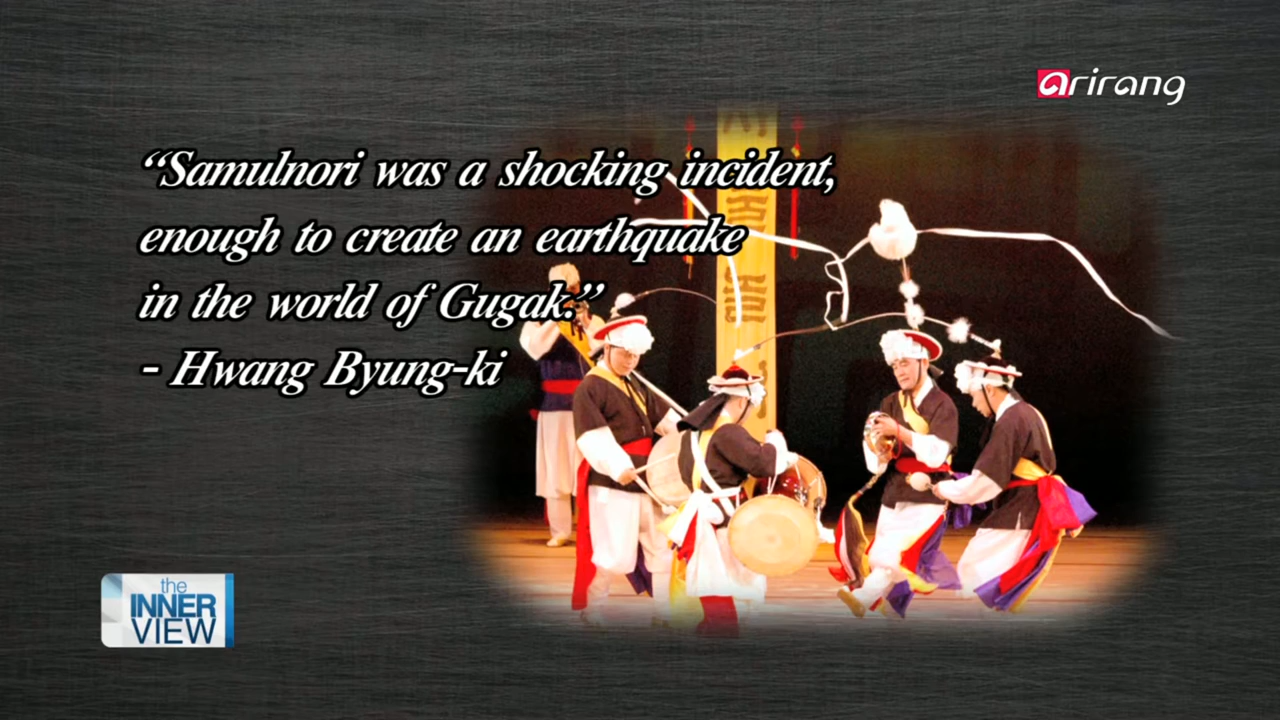 arirang
“Samulnori was a shocking incident,
enough to create an earthquake
in the world of Gugak.”
- Hwang Byung-ki
the
INNER
VIEW